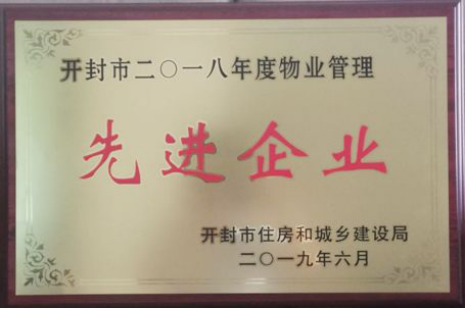 开封市二〇一八年度物业管理
先进企业
开封市住房和城乡建设局
二〇一九年六月